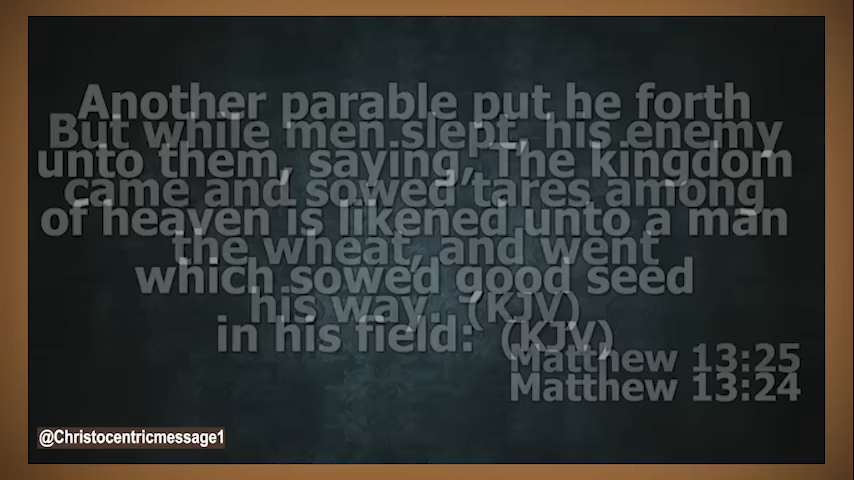 Another parable put he forth
unto them, saying, The kingdom
of heaven is likened unto a man
which sowed good seed
in his field: (KJV)
Matthew 13:24
But while men slept, his enemy
came and sowed tares among
the wheat, and went
his way. (KJV)
Matthew 13:25
@Christocentricmessage1